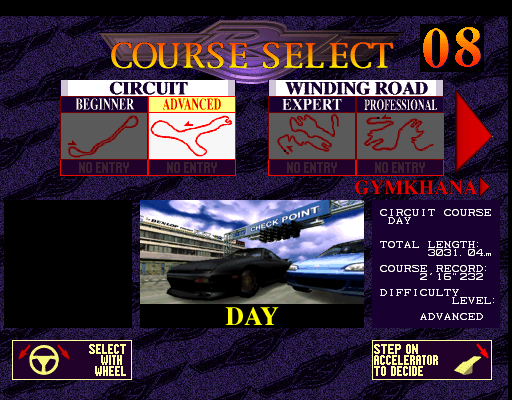 COURSE SELECT
08
CIRCUIT
WINDING ROAD
BEGINNER
ADVANCED
EXPERT
PROFESSIONAL
NO ENTRY
NO ENTRY
NO ENTRY
GYMKHANA
DUNLOP
CHECK POINT
DAY
CIRCUIT COURSE
DAY
TOTAL LENGTH:
3031.04m
COURSE RECORD:
2'16"232
DIFFICULTY
LEVEL:
ADVANCED
SELECT
WITH
WHEEL
STEP ON
ACCELERATOR
TO DECIDE